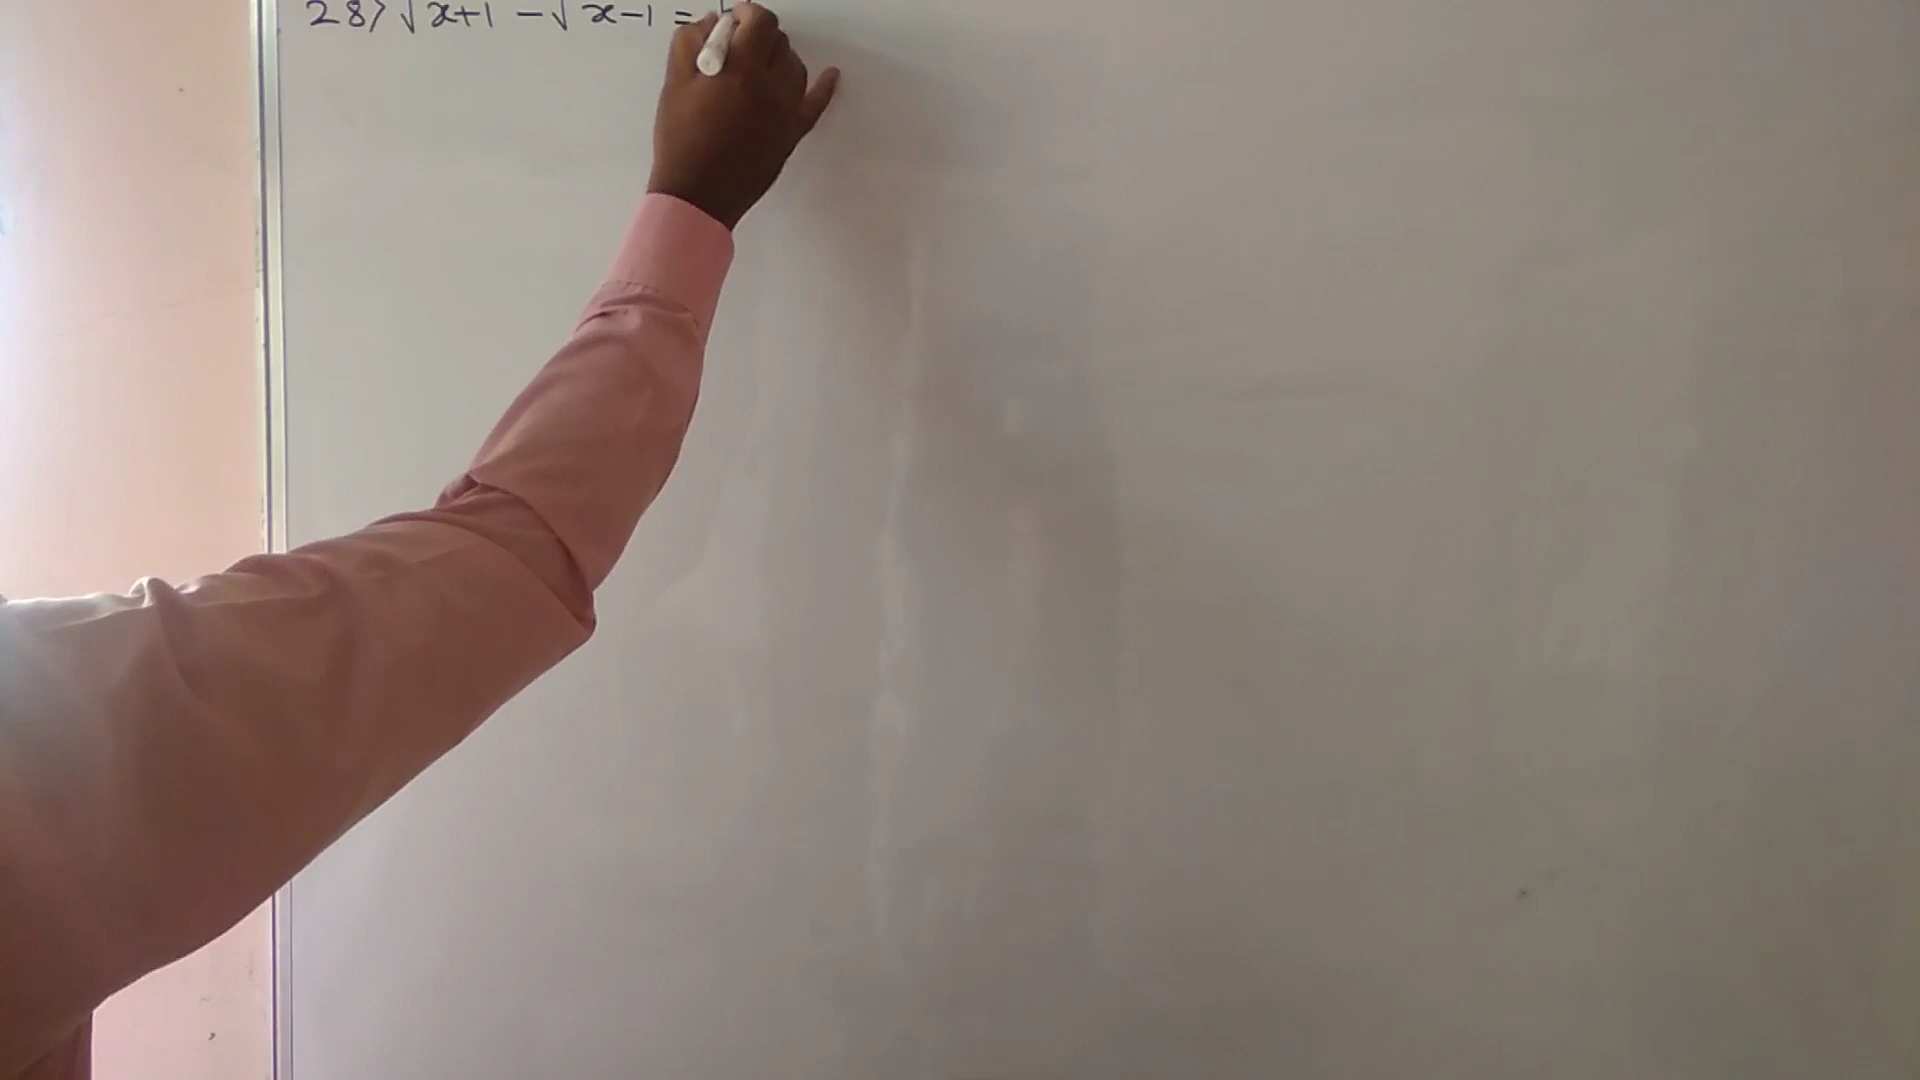 28) √x+1 - √x-1 =